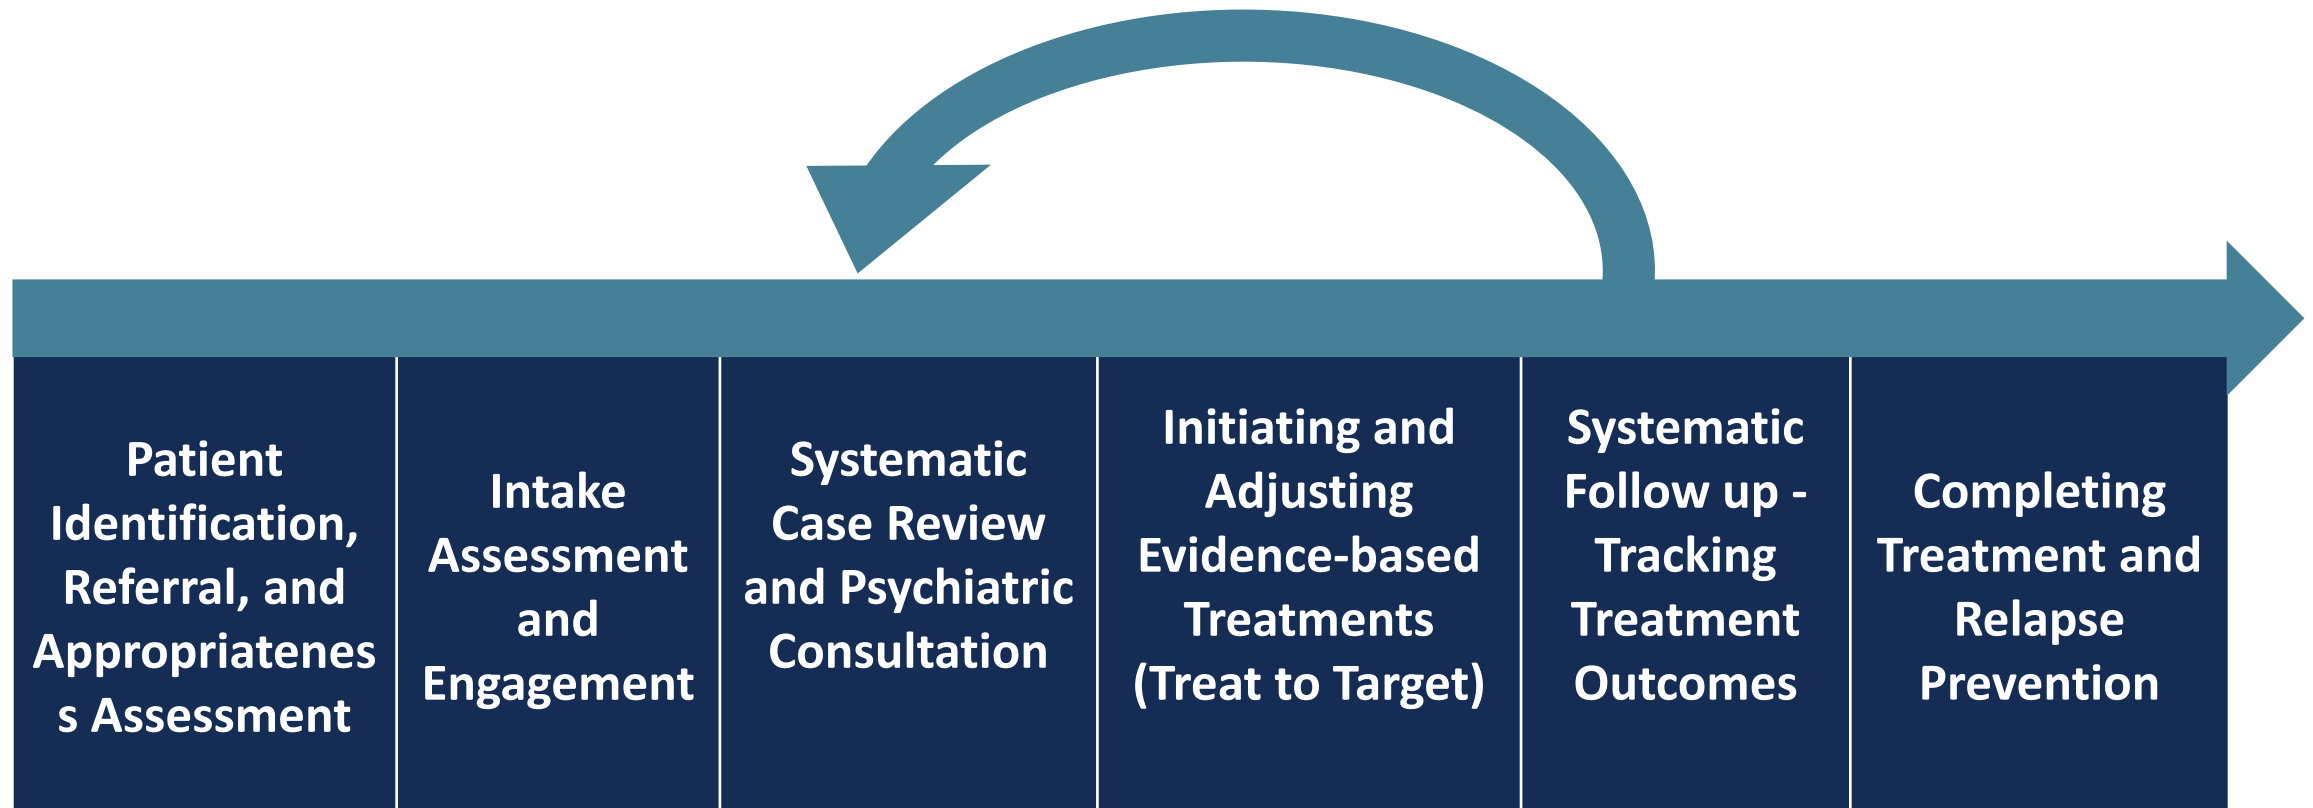 Patient
Identification,
Referral, and
Appropriatenes
s Assessment
Intake
Assessment
and
Engagement
Systematic
Case Review
and Psychiatric
Consultation
Initiating and
Adjusting
Evidence-based
Treatments
(Treat to Target)
Systematic
Follow up -
Tracking
Treatment
Outcomes
Completing
Treatment and
Relapse
Prevention